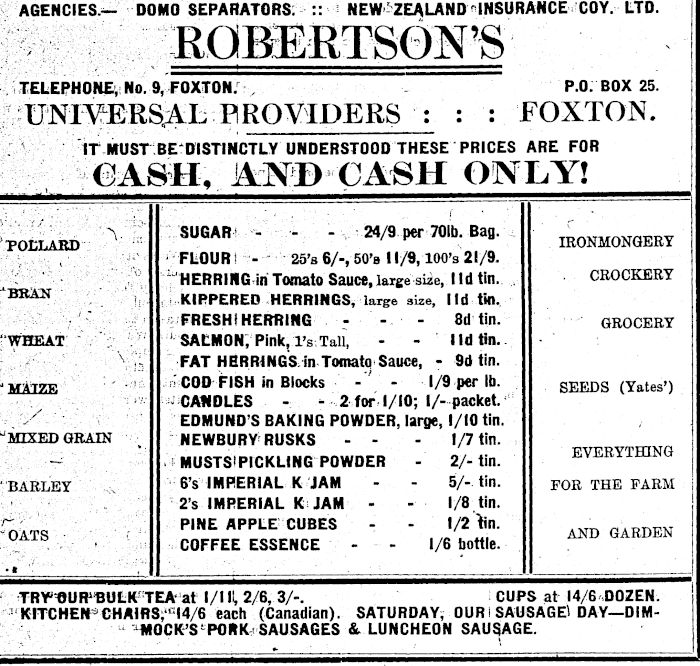 AGENCIES.— DOMO SEPARATORS. :: : NEW ZEALAND INSURANCE COY. LTD.
ROBERTSON'S
TELEPHONE, No. 9, FOXTON. P.O. BOX 25.
UNIVERSAL PROVIDERS : : : FOXTON.
IT MUST BE DISTINCTLY UNDERSTOOD THESE PRICES ARE FOR
CASH, AND CASH ONLY!
POLLARD
BRAN
WHEAT
MAIZE
MIXED GRAIN
BARLEY
OATS
SUGAR - - - 24/9 per 70lb. Bag.
FLOUR - 25's 6/-, 50's 11/9, 100's 21/9.
HERRING in Tomato Sauce, large size, 11d tin.
KIPPERED HERRINGS, large size, 11d tin.
FRESH HERRING - - - 8d tin.
SALMON, Pink, 1's Tall, - - 11d tin.
FAT HERRINGS in Tomato Sauce, - 9d tin.
COD FISH in Blocks - - 1/9 per lb.
CANDLES - - 2 for 1/10; 1/- packet.
EDMUND'S BAKING POWDER, large, 1/10 tin.
NEWBURY RUSKS - - - 1/7 tin.
MUSTS PICKLING POWDER - 2/- tin.
6's IMPERIAL K JAM - - 5/- tin.
2's IMPERIAL K JAM - - 1/8 tin.
PINE APPLE CUBES - - 1/2 tin.
COFFEE ESSENCE - - - 1/6 bottle.
IRONMONGERY
CROCKERY
GROCERY
SEEDS (Yates')
EVERYTHING
FOR THE FARM
AND GARDEN
TRY OUR BULK TEA at 1/11, 2/6, 3/-. CUPS at 14/6 DOZEN.
KITCHEN CHAIRS, 14/6 each (Canadian). SATURDAY, OUR SAUSAGE DAY—DIM-
MOCK'S PORK SAUSAGES & LUNCHEON SAUSAGE.